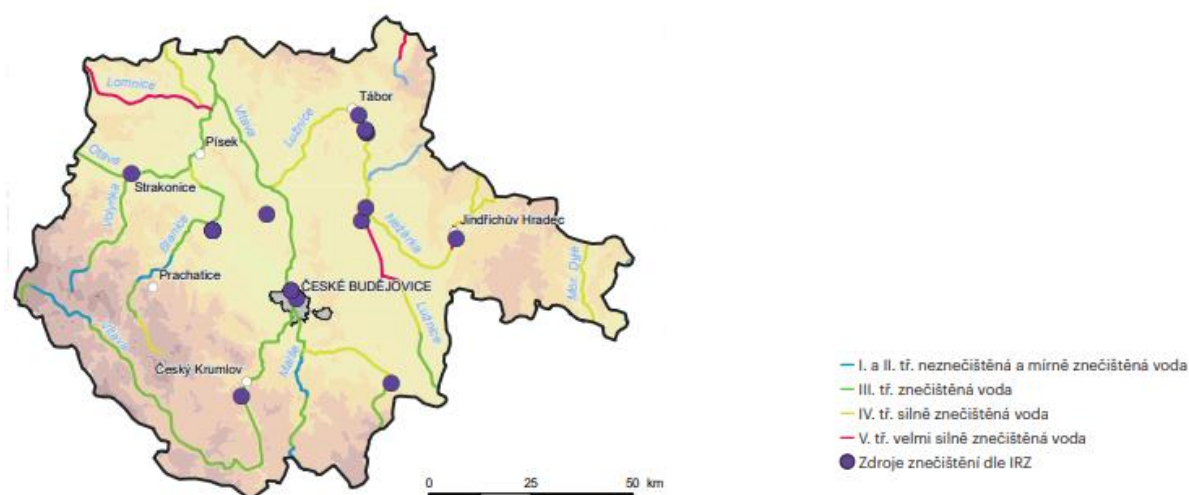 Lomnice
Vltava
Lužnice
Tábor
Písek
Otava
Strakonice
Volyňka
Blanice
Nežárka
Jindřichův Hradec
Prachatice
ČESKÉ BUDĚJOVICE
Mor. Dyje
Vltava
Malše
Lužnice
Český Krumlov
0 25 50 km
I. a II. tř. neznečištěná a mírně znečištěná voda
III. tř. znečištěná voda
IV. tř. silně znečištěná voda
V. tř. velmi silně znečištěná voda
Zdroje znečištění dle IRZ